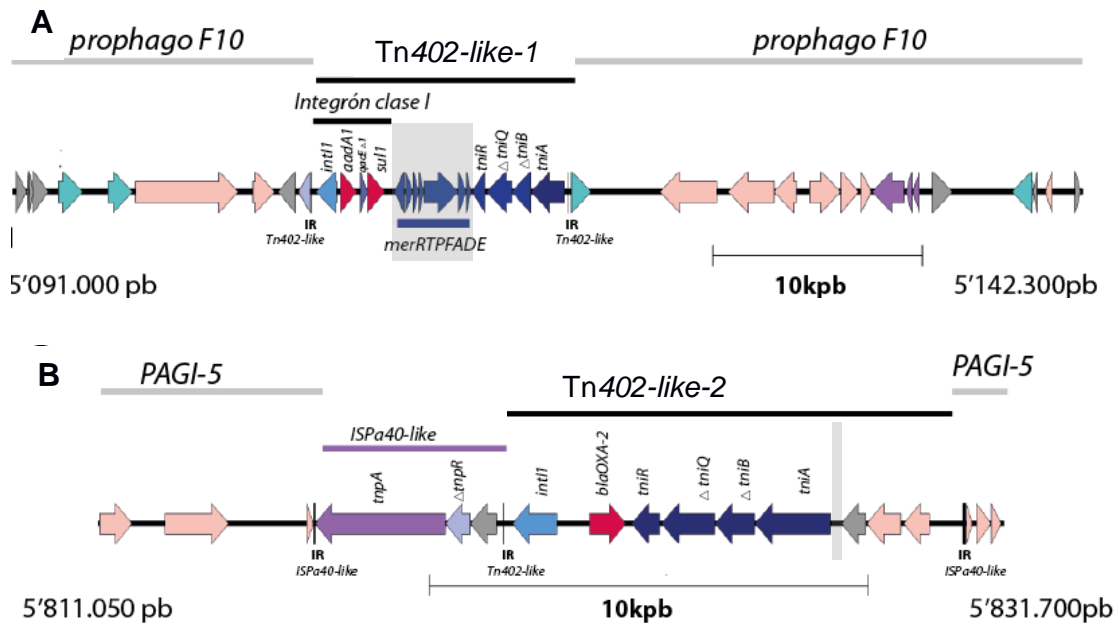 A
prophago F10
Tn402-like-1
prophago F10
Integrón clase I
intI1
aadA1
qacE△1
sul1
tniR
△ tniQ
△ tniB
tniA
IR
Tn402-like
merRTPFADE
IR
Tn402-like
10kpb
5’091.000 pb
5’142.300pb
B
PAGI-5
Tn402-like-2
PAGI-5
ISPa40-like
tnpA
△tnpR
intI1
blaOXA-2
tniR
△ tniQ
△ tniB
tniA
IR
ISPa40-like
IR
Tn402-like
IR
ISPa40-like
10kpb
5’811.050 pb
5’831.700pb